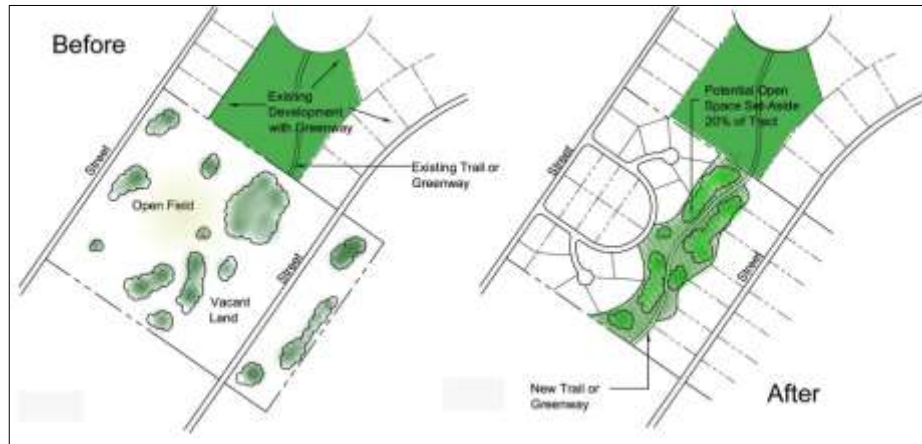 Before
Existing
Development
with Greenway
Existing Trail or
Greenway
Street
Open Field
Street
Vacant
Land
Potential Open
Space Set-Aside
20% of Tract
Street
Street
New Trail or
Greenway
After